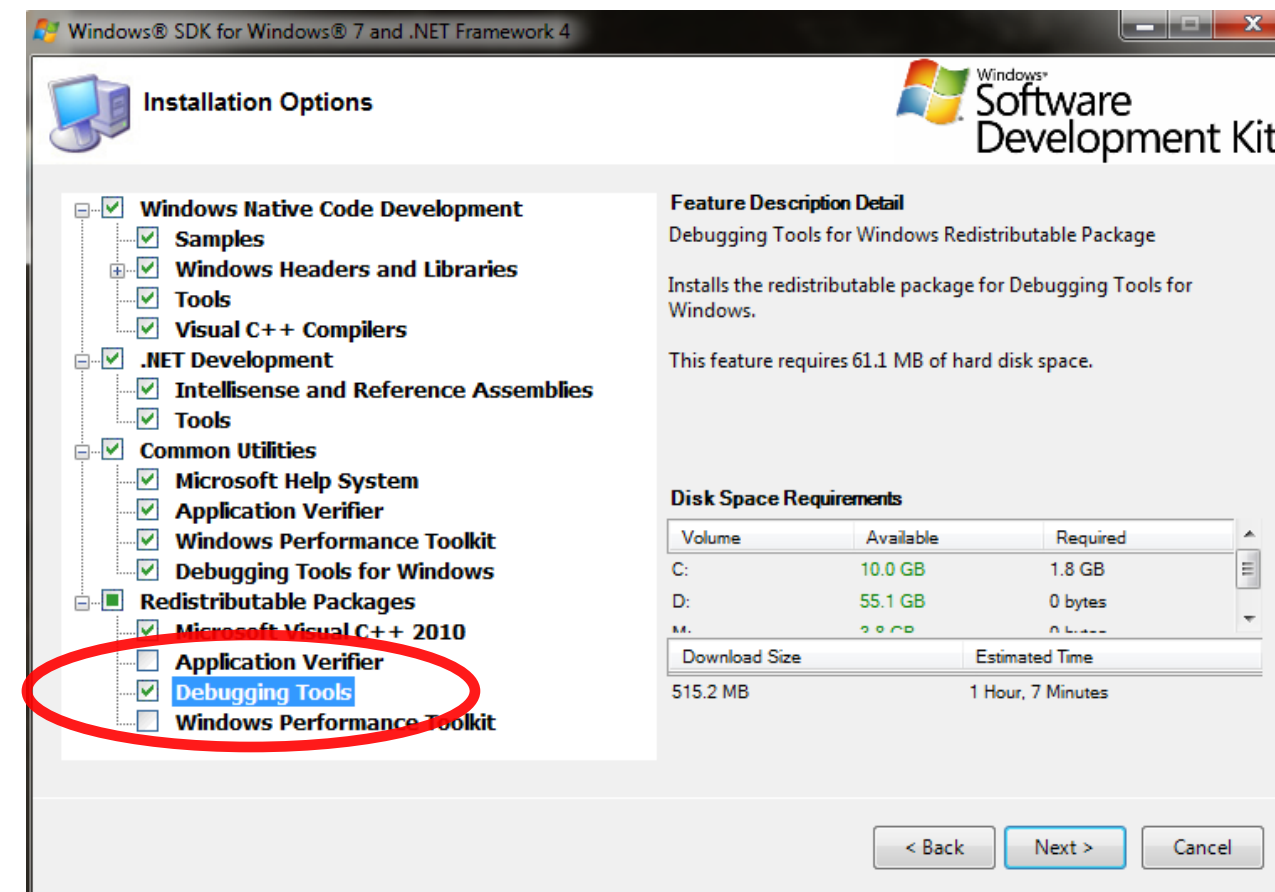 Windows® SDK for Windows® 7 and .NET Framework 4
Installation Options
Windows®
Software
Development Kit
Windows Native Code Development
Samples
Windows Headers and Libraries
Tools
Visual C++ Compilers
.NET Development
Intellisense and Reference Assemblies
Tools
Common Utilities
Microsoft Help System
Application Verifier
Windows Performance Toolkit
Debugging Tools for Windows
Redistributable Packages
Microsoft Visual C++ 2010
Application Verifier
Debugging Tools
Windows Performance Toolkit
Feature Description Detail
Debugging Tools for Windows Redistributable Package
Installs the redistributable package for Debugging Tools for
Windows.
This feature requires 61.1 MB of hard disk space.
Disk Space Requirements
Volume Available Required
C: 10.0 GB 1.8 GB
D: 55.1 GB 0 bytes
Download Size Estimated Time
515.2 MB 1 Hour, 7 Minutes
< Back Next > Cancel